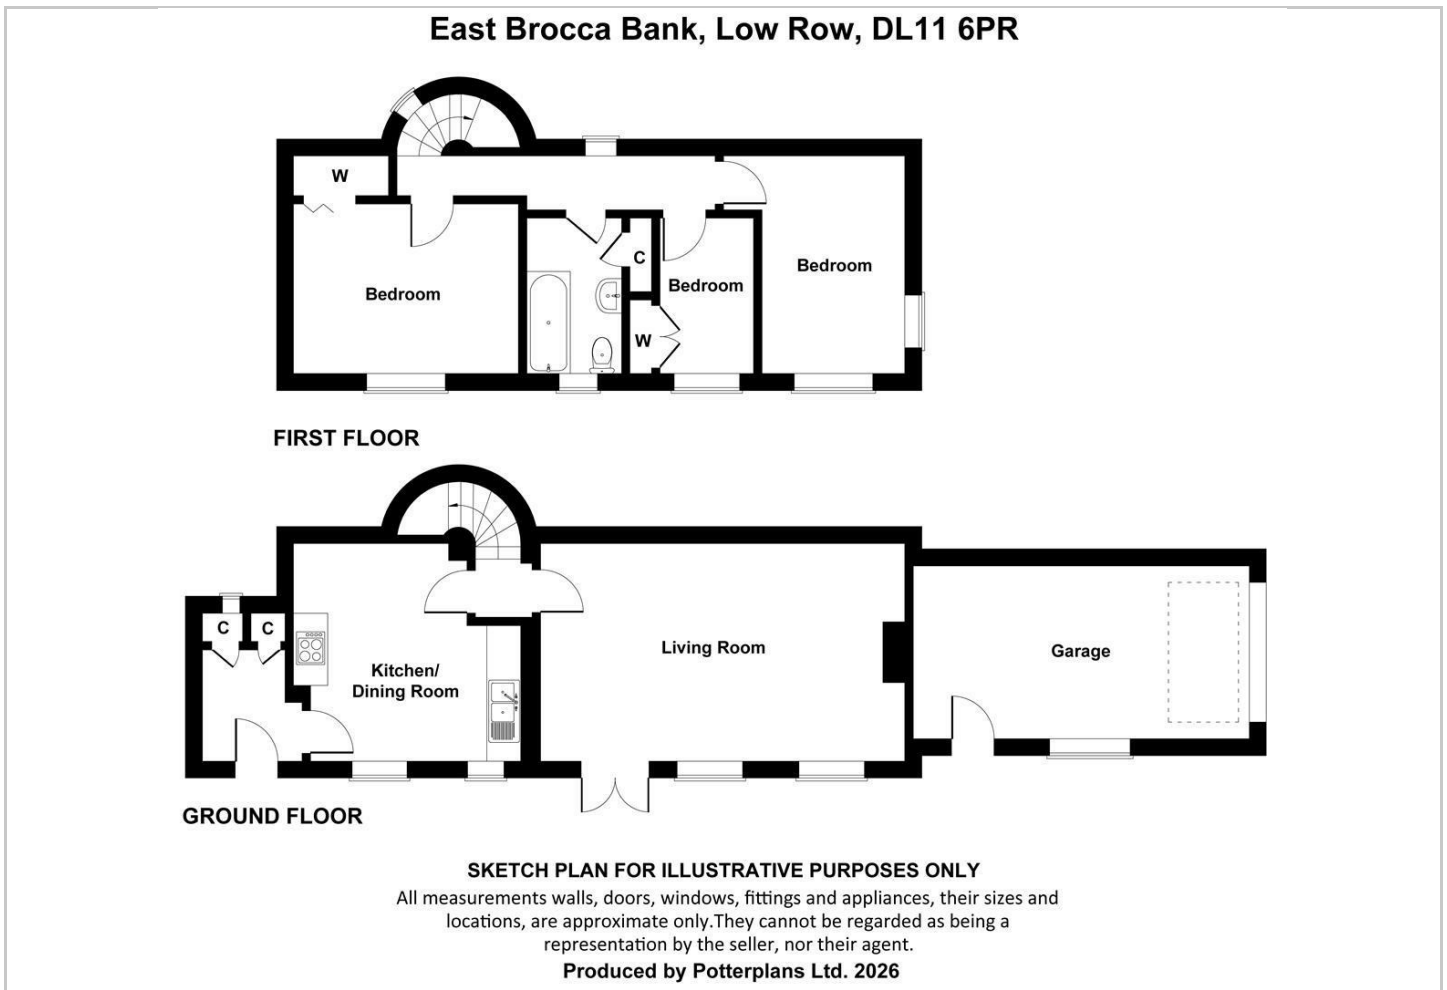 East Brocca Bank, Low Row, DL11 6PR
W
C
Bedroom
Bedroom
Bedroom
W
FIRST FLOOR
C
C
Kitchen/
Dining Room
Living Room
Garage
GROUND FLOOR
SKETCH PLAN FOR ILLUSTRATIVE PURPOSES ONLY
All measurements walls, doors, windows, fittings and appliances, their sizes and
locations, are approximate only.They cannot be regarded as being a
representation by the seller, nor their agent.
Produced by Potterplans Ltd. 2026